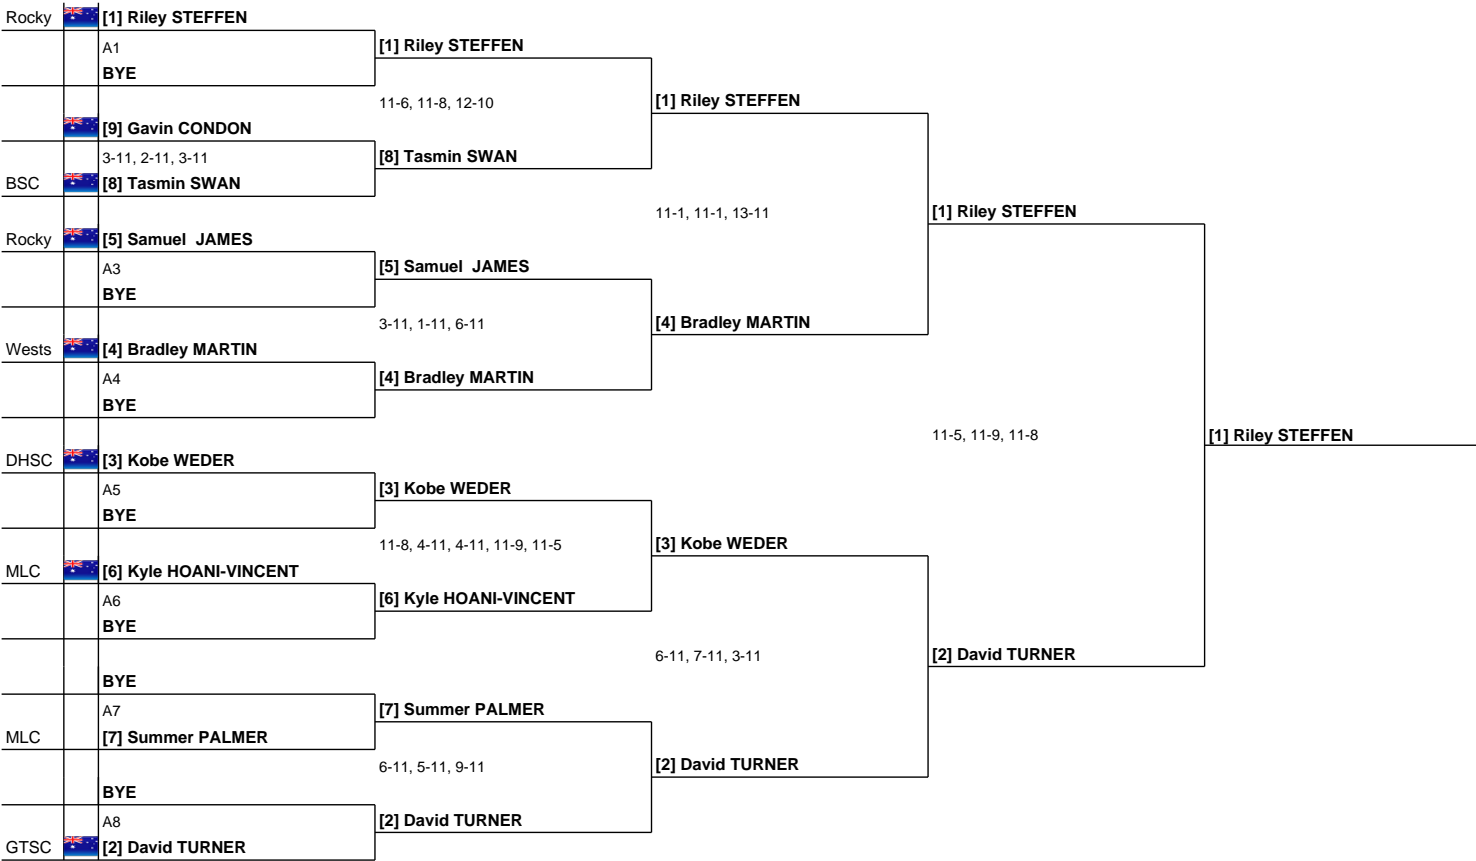 Rocky [1] Riley STEFFEN
A1
BYE
[1] Riley STEFFEN
11-6, 11-8, 12-10
[1] Riley STEFFEN
[9] Gavin CONDON
3-11, 2-11, 3-11
[8] Tasmin SWAN
BSC [8] Tasmin SWAN
11-1, 11-1, 13-11
[1] Riley STEFFEN
Rocky [5] Samuel JAMES
A3
BYE
[5] Samuel JAMES
3-11, 1-11, 6-11
[4] Bradley MARTIN
Wests [4] Bradley MARTIN
A4
BYE
[4] Bradley MARTIN
11-5, 11-9, 11-8
[1] Riley STEFFEN
DHSC [3] Kobe WEDER
A5
BYE
[3] Kobe WEDER
11-8, 4-11, 4-11, 11-9, 11-5
[3] Kobe WEDER
MLC [6] Kyle HOANI-VINCENT
A6
BYE
[6] Kyle HOANI-VINCENT
6-11, 7-11, 3-11
[2] David TURNER
BYE
A7
MLC [7] Summer PALMER
[7] Summer PALMER
6-11, 5-11, 9-11
[2] David TURNER
BYE
A8
GTSC [2] David TURNER
[2] David TURNER